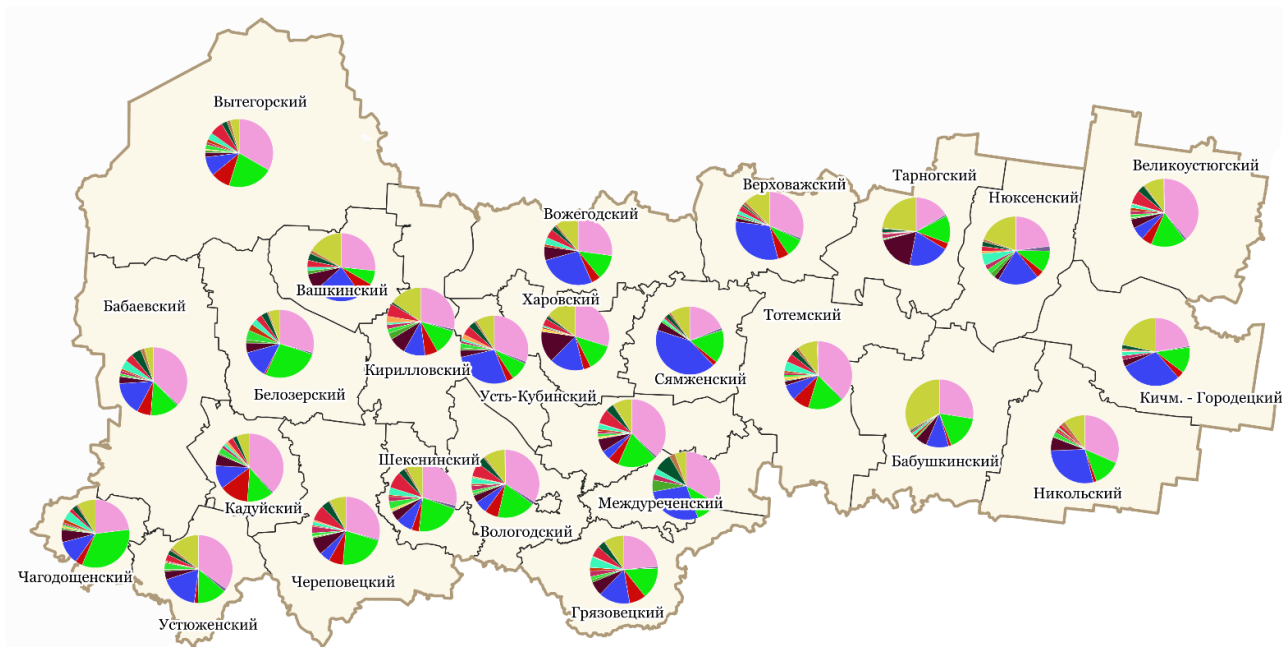 Вытегорский
Великоустюгский
Тарногский
Верховажский
Нюксенский
Вожегодский
Вашкинский
Бабаевский
Харовский
Тотемский
Кирилловский
Сямженский
Белозерский
Усть-Кубинский
Кичм. - Городецкий
Шекснинский
Бабушкинский
Никольский
Междуреченский
Кадуйский
Вологодский
Чагодощенский
Череповецкий
Грязовецкий
Устюженский